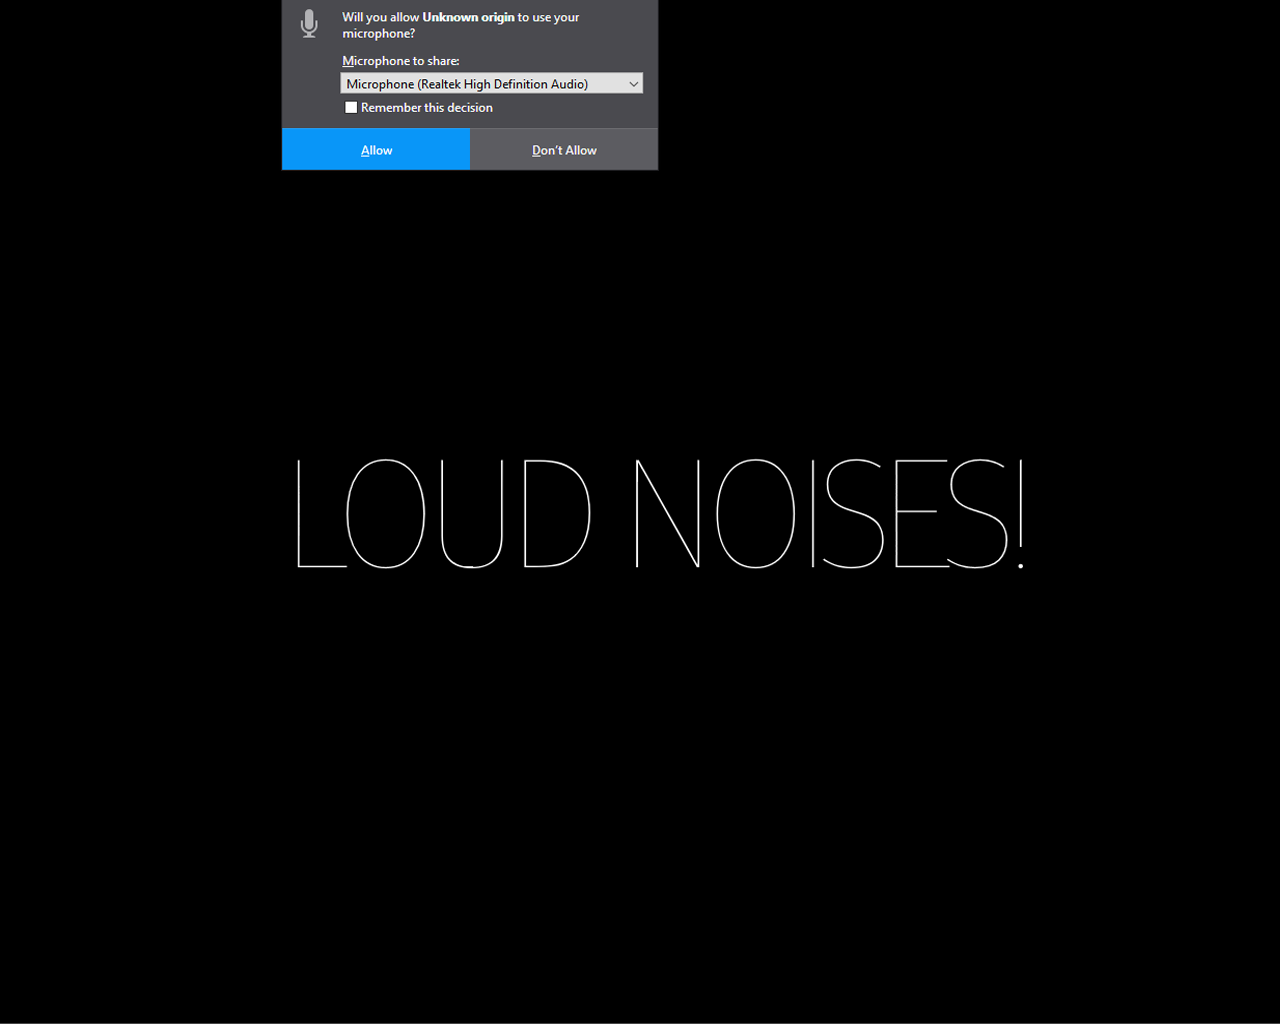 Will you allow Unknown origin to use your
microphone?
Microphone to share:
Microphone (Realtek High Definition Audio)
Remember this decision
Allow
Don't Allow
LOUD NOISES!